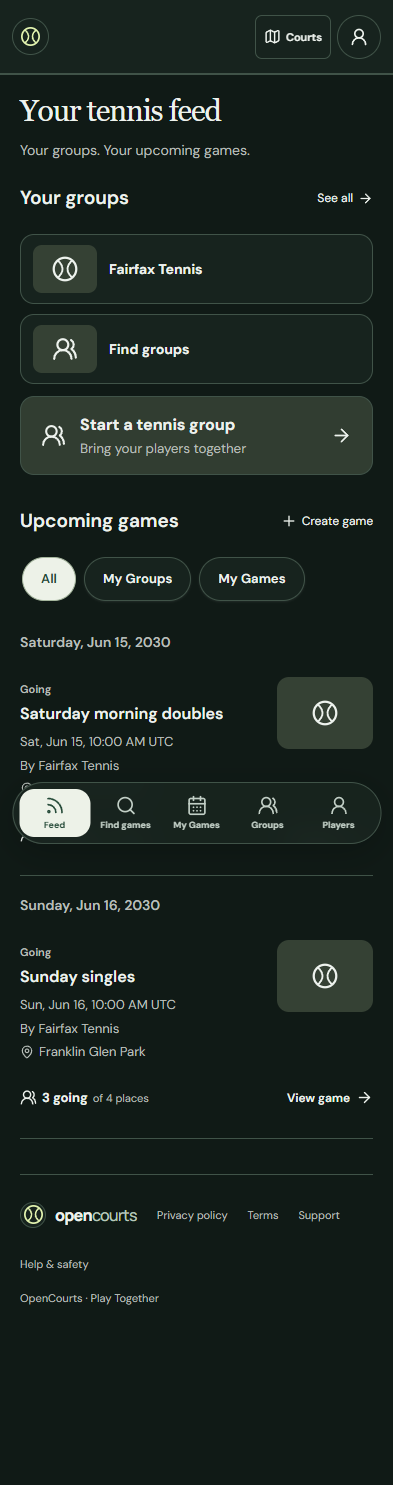 Courts
Your tennis feed
Your groups. Your upcoming games.
Your groups
See all
Fairfax Tennis
Find groups
Start a tennis group
Bring your players together
Upcoming games
Create game
All
My Groups
My Games
Saturday, Jun 15, 2030
Going
Saturday morning doubles
Sat, Jun 15, 10:00 AM UTC
By Fairfax Tennis
Feed
Find games
My Games
Groups
Players
Sunday, Jun 16, 2030
Going
Sunday singles
Sun, Jun 16, 10:00 AM UTC
By Fairfax Tennis
Franklin Glen Park
3 going of 4 places
View game
opencourts
Privacy policy
Terms
Support
Help & safety
OpenCourts · Play Together